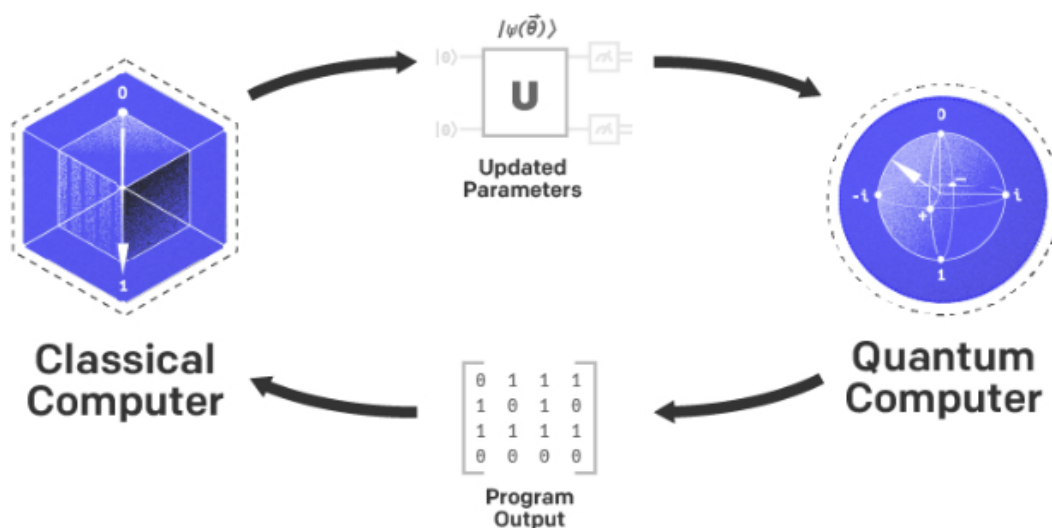 |ψ(θ⃗)⟩
|0⟩
U
|0⟩
Updated
Parameters
0
1
Classical
Computer
0
-i
i
+
−
1
Quantum
Computer
0 1 1 1
1 0 1 0
1 1 1 1
0 0 0 0
Program
Output